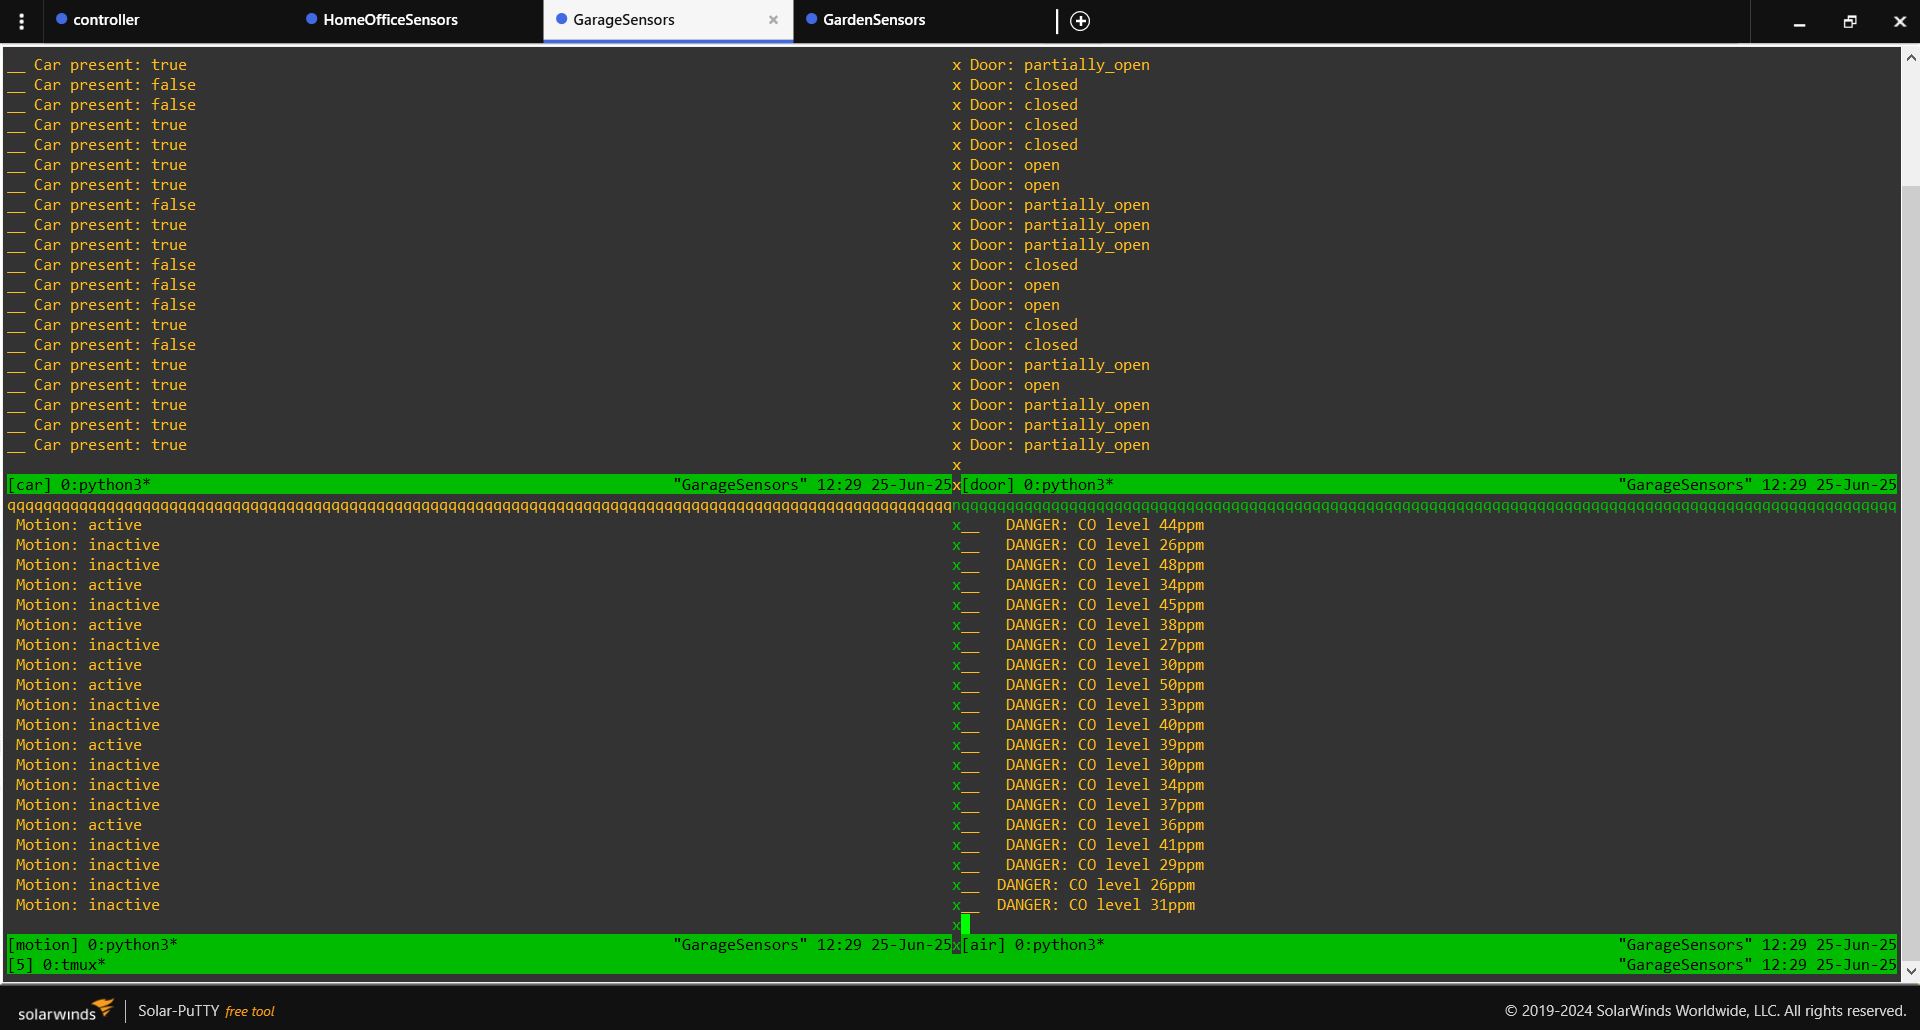 controller
HomeOfficeSensors
GarageSensors
GardenSensors
__ Car present: true
__ Car present: false
__ Car present: false
__ Car present: true
__ Car present: true
__ Car present: true
__ Car present: true
__ Car present: false
__ Car present: true
__ Car present: true
__ Car present: false
__ Car present: false
__ Car present: false
__ Car present: true
__ Car present: false
__ Car present: true
__ Car present: true
__ Car present: true
__ Car present: true
__ Car present: true
[car] 0:python3* "GarageSensors" 12:29 25-Jun-25
x Door: partially_open
x Door: closed
x Door: closed
x Door: closed
x Door: closed
x Door: open
x Door: open
x Door: partially_open
x Door: partially_open
x Door: partially_open
x Door: closed
x Door: open
x Door: open
x Door: closed
x Door: closed
x Door: partially_open
x Door: open
x Door: partially_open
x Door: partially_open
x Door: partially_open
x
x[door] 0:python3* "GarageSensors" 12:29 25-Jun-25
Motion: active
Motion: inactive
Motion: inactive
Motion: active
Motion: inactive
Motion: active
Motion: inactive
Motion: active
Motion: active
Motion: inactive
Motion: inactive
Motion: active
Motion: inactive
Motion: inactive
Motion: inactive
Motion: active
Motion: inactive
Motion: inactive
Motion: inactive
Motion: inactive
[motion] 0:python3* "GarageSensors" 12:29 25-Jun-25
x__ DANGER: CO level 44ppm
x__ DANGER: CO level 26ppm
x__ DANGER: CO level 48ppm
x__ DANGER: CO level 34ppm
x__ DANGER: CO level 45ppm
x__ DANGER: CO level 38ppm
x__ DANGER: CO level 27ppm
x__ DANGER: CO level 30ppm
x__ DANGER: CO level 50ppm
x__ DANGER: CO level 33ppm
x__ DANGER: CO level 40ppm
x__ DANGER: CO level 39ppm
x__ DANGER: CO level 30ppm
x__ DANGER: CO level 34ppm
x__ DANGER: CO level 37ppm
x__ DANGER: CO level 36ppm
x__ DANGER: CO level 41ppm
x__ DANGER: CO level 29ppm
x__ DANGER: CO level 26ppm
x__ DANGER: CO level 31ppm
x
x[air] 0:python3* "GarageSensors" 12:29 25-Jun-25
[5] 0:tmux* "GarageSensors" 12:29 25-Jun-25
solarwinds
Solar-PuTTY free tool
© 2019-2024 SolarWinds Worldwide, LLC. All rights reserved.